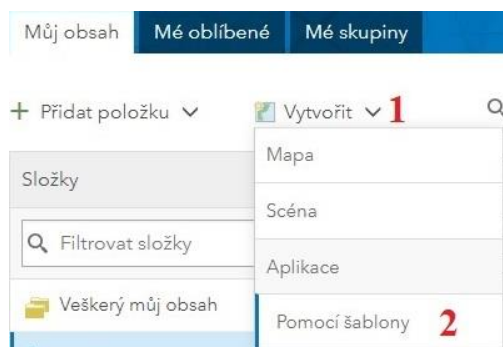 Můj obsah Mé oblíbené Mé skupiny
+ Přidat položku Vytvořit 1
Mapa
Složky
Scéna
Filtrovat složky
Aplikace
Veškerý můj obsah
Pomocí šablony 2